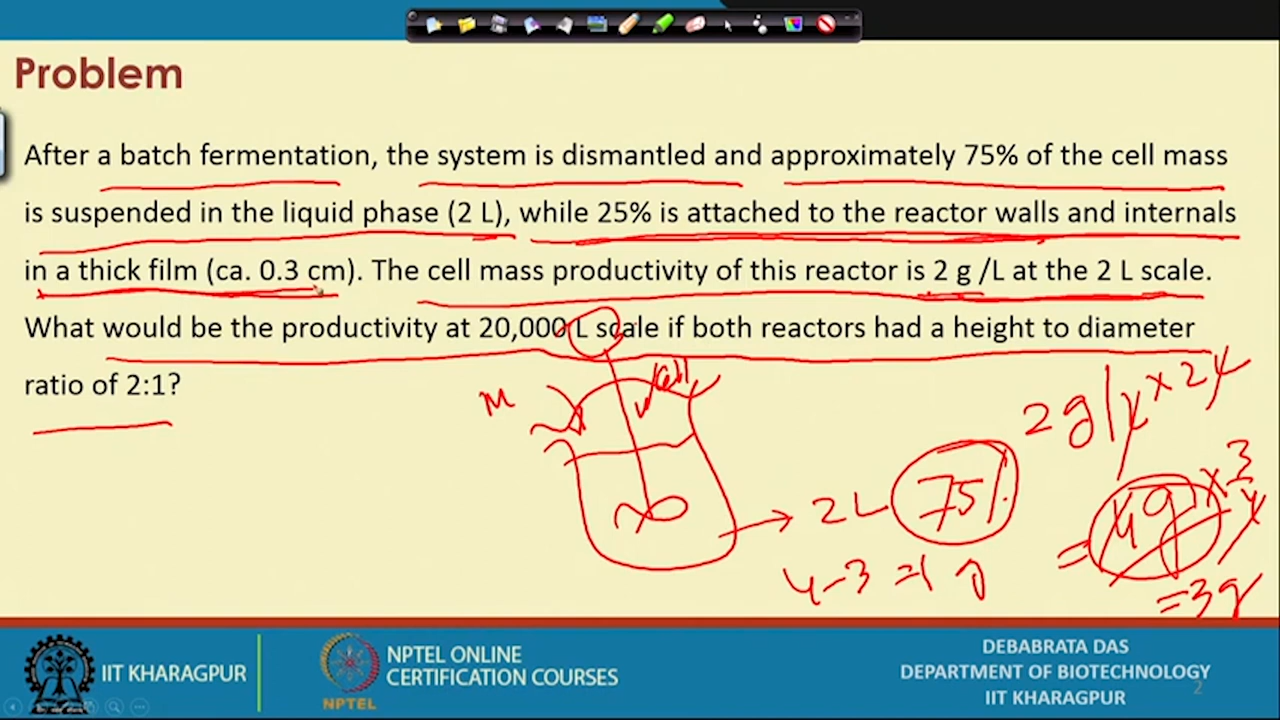 Problem
After a batch fermentation, the system is dismantled and approximately 75% of the cell mass
is suspended in the liquid phase (2 L), while 25% is attached to the reactor walls and internals
in a thick film (ca. 0.3 cm). The cell mass productivity of this reactor is 2 g /L at the 2 L scale.
What would be the productivity at 20,000 L scale if both reactors had a height to diameter
ratio of 2:1?
M
cell
2 g/L × 2L
2L 75%
= 4g × 3/4
4-3 = 1 g
= 3g
IIT KHARAGPUR
NPTEL
NPTEL ONLINE
CERTIFICATION COURSES
DEBABRATA DAS
DEPARTMENT OF BIOTECHNOLOGY
IIT KHARAGPUR
2